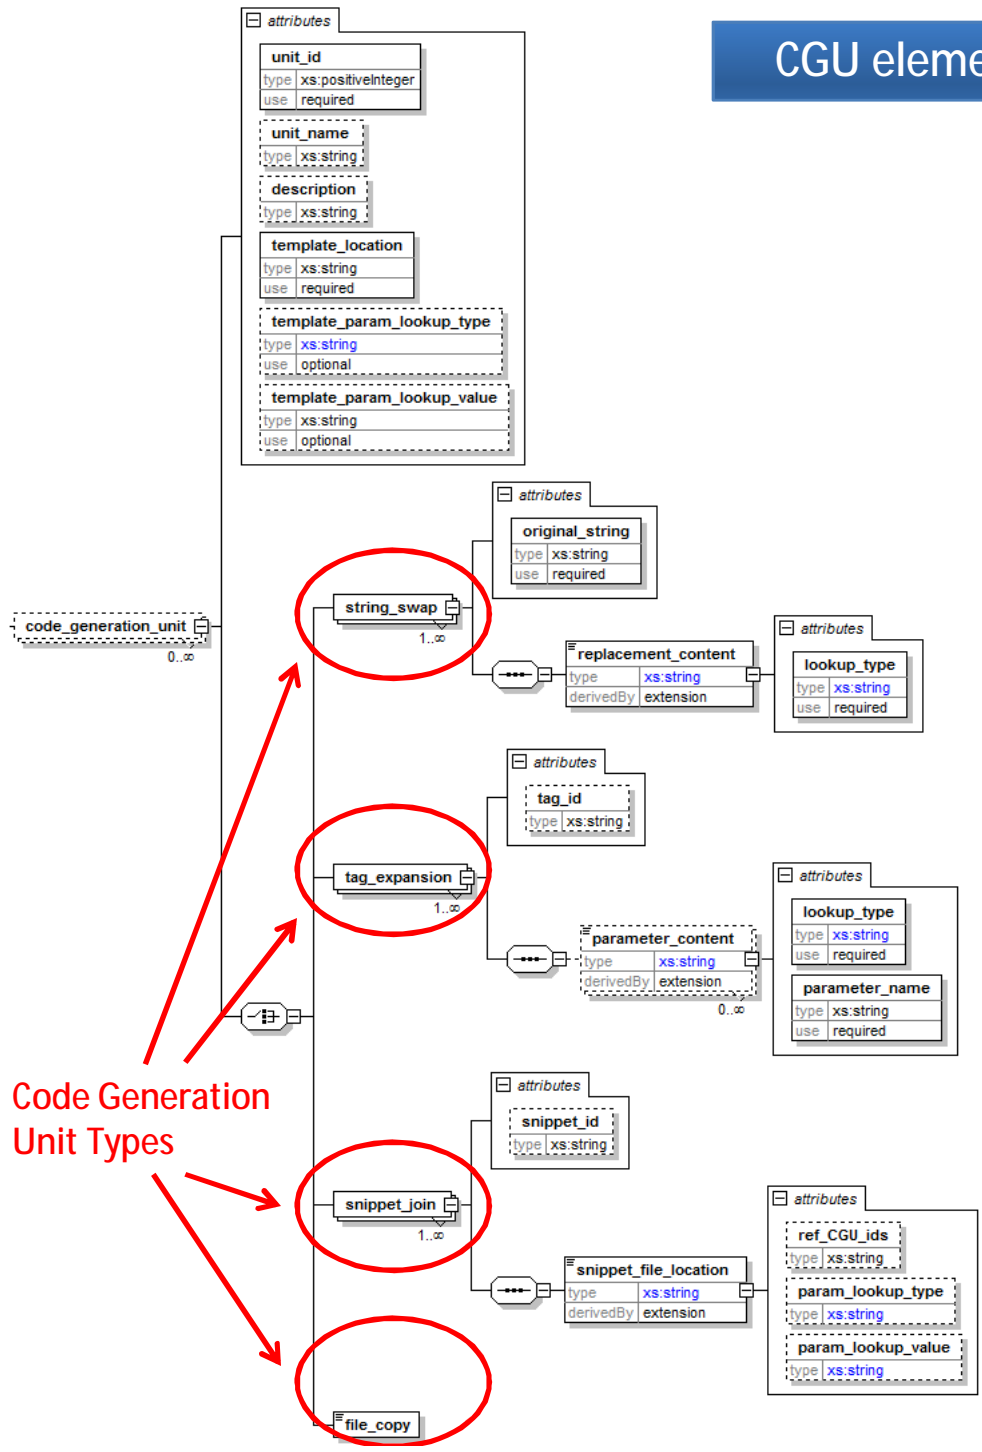 attributes
CGU eleme
unit_id
type xs:positiveInteger
use required
unit_name
type xs:string
description
type xs:string
template_location
type xs:string
use required
template_param_lookup_type
type xs:string
use optional
template_param_lookup_value
type xs:string
use optional
attributes
original_string
type xs:string
use required
string_swap
1..∞
code_generation_unit
0..∞
replacement_content
type xs:string
derivedBy extension
attributes
lookup_type
type xs:string
use required
attributes
tag_id
type xs:string
tag_expansion
1..∞
parameter_content
type xs:string
derivedBy extension
0..∞
attributes
lookup_type
type xs:string
use required
parameter_name
type xs:string
use required
Code Generation
Unit Types
attributes
snippet_id
type xs:string
snippet_join
1..∞
snippet_file_location
type xs:string
derivedBy extension
attributes
ref_CGU_ids
type xs:string
param_lookup_type
type xs:string
param_lookup_value
type xs:string
file_copy